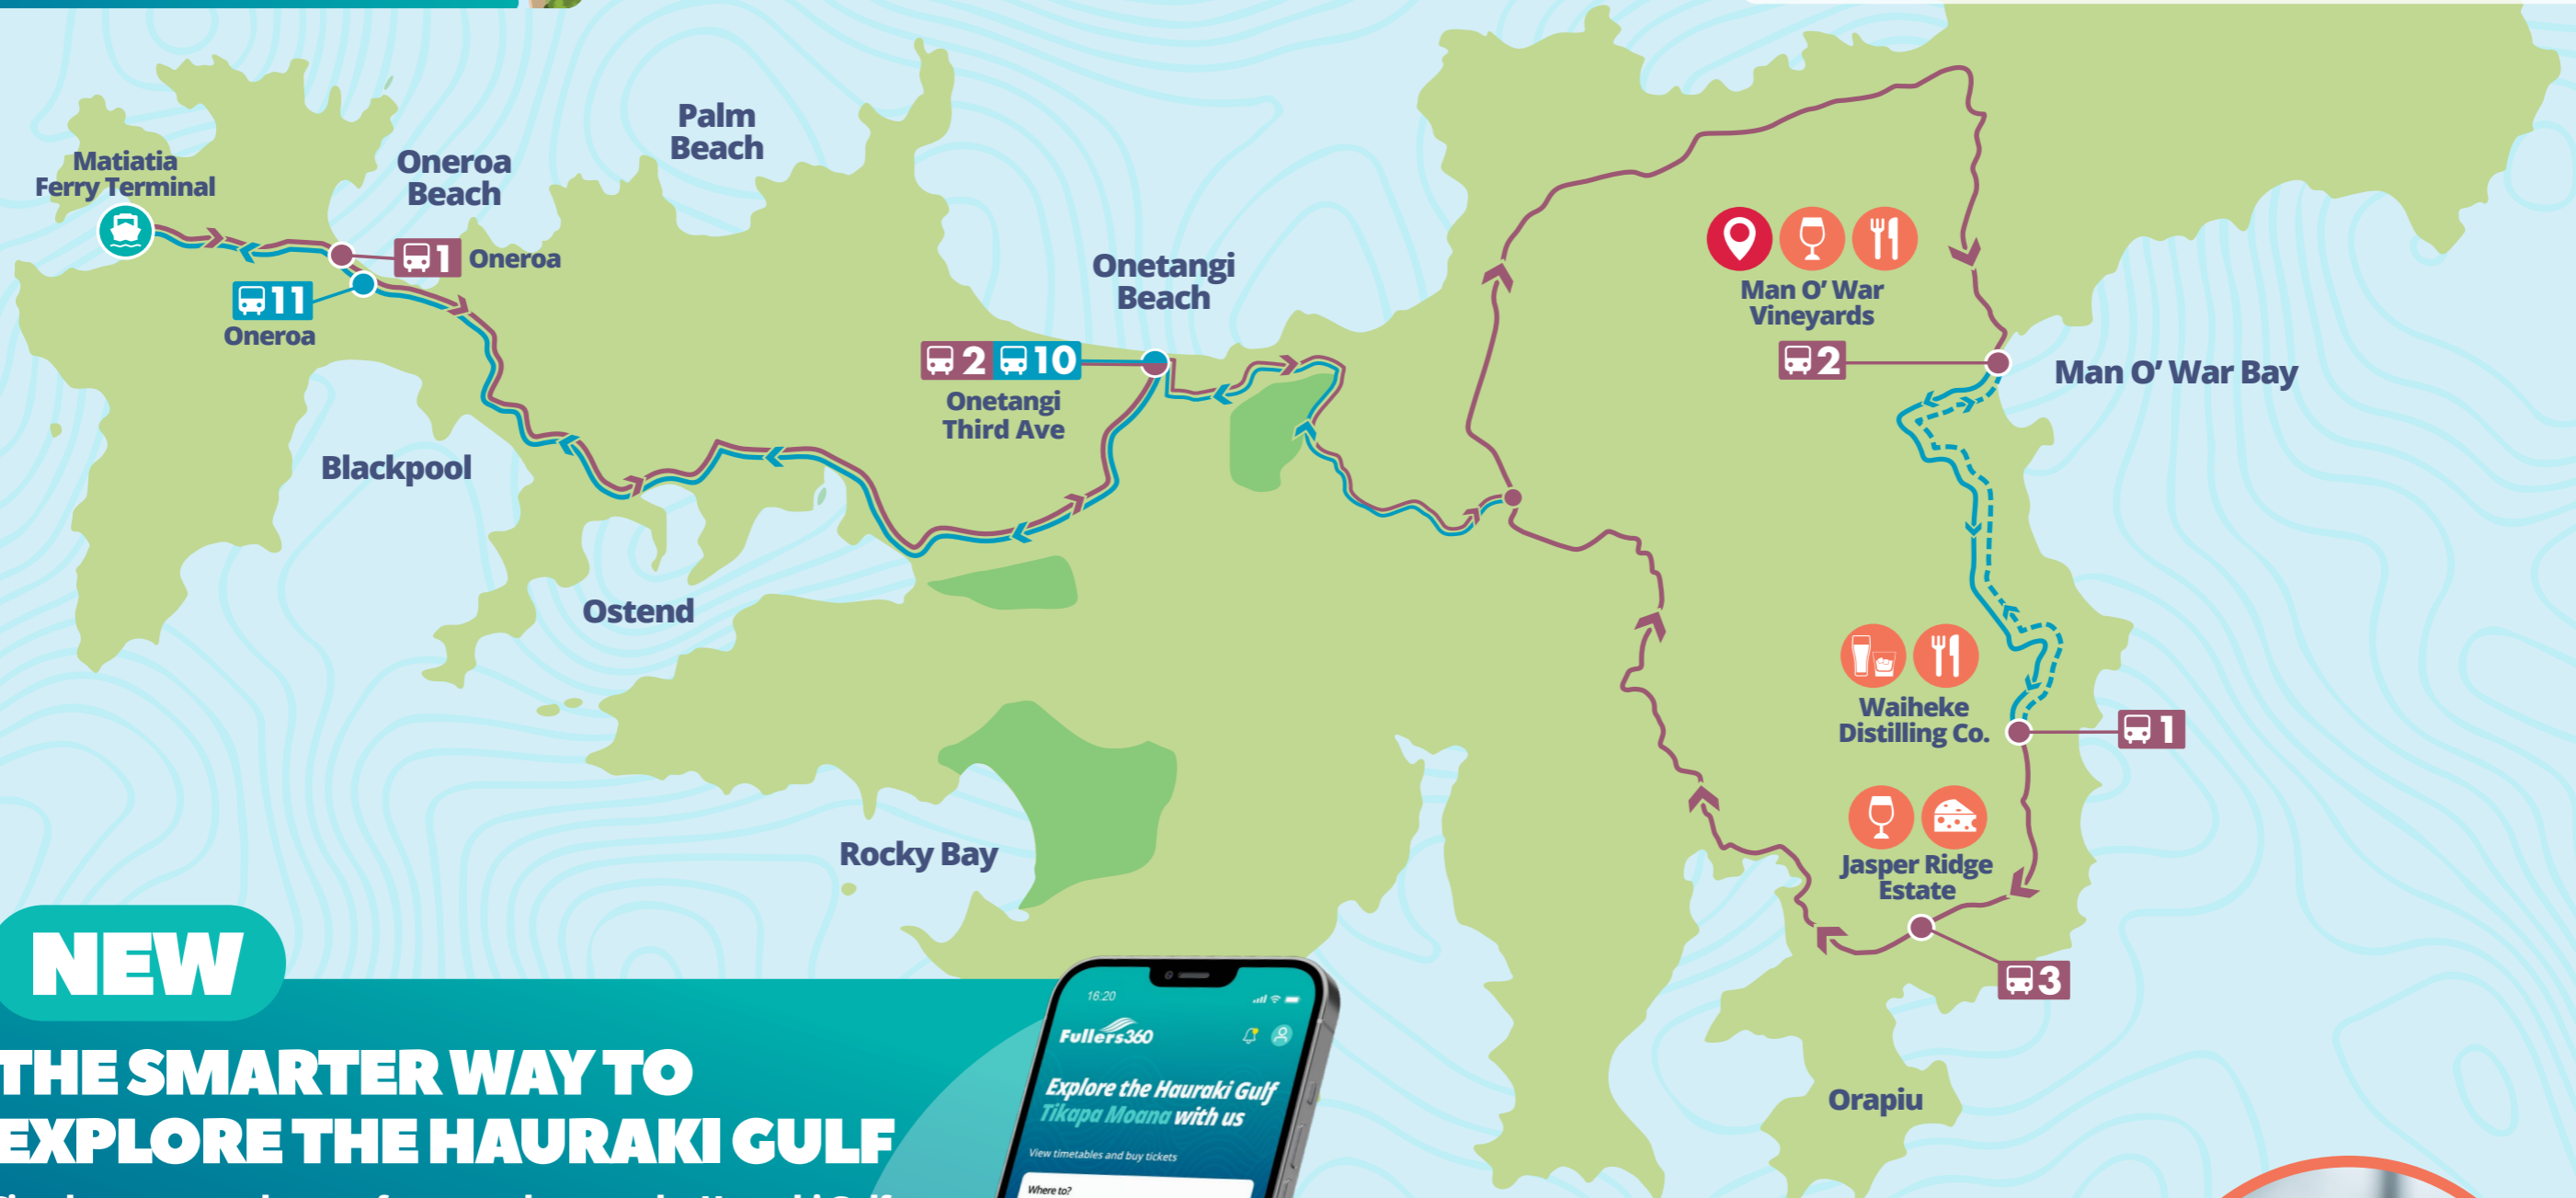 Matiatia
Ferry Terminal
Oneroa
Beach
Palm
Beach
1 Oneroa
11
Oneroa
Onetangi
Beach
2 10
Onetangi
Third Ave
Man O’ War
Vineyards
2
Man O’ War Bay
Blackpool
Ostend
Waiheke
Distilling Co.
1
Rocky Bay
Jasper Ridge
Estate
3
Orapiu
NEW
THE SMARTER WAY TO
EXPLORE THE HAURAKI GULF
16:20
Fullers360
Explore the Hauraki Gulf
Tikapa Moana with us
View timetables and buy tickets
Where to?